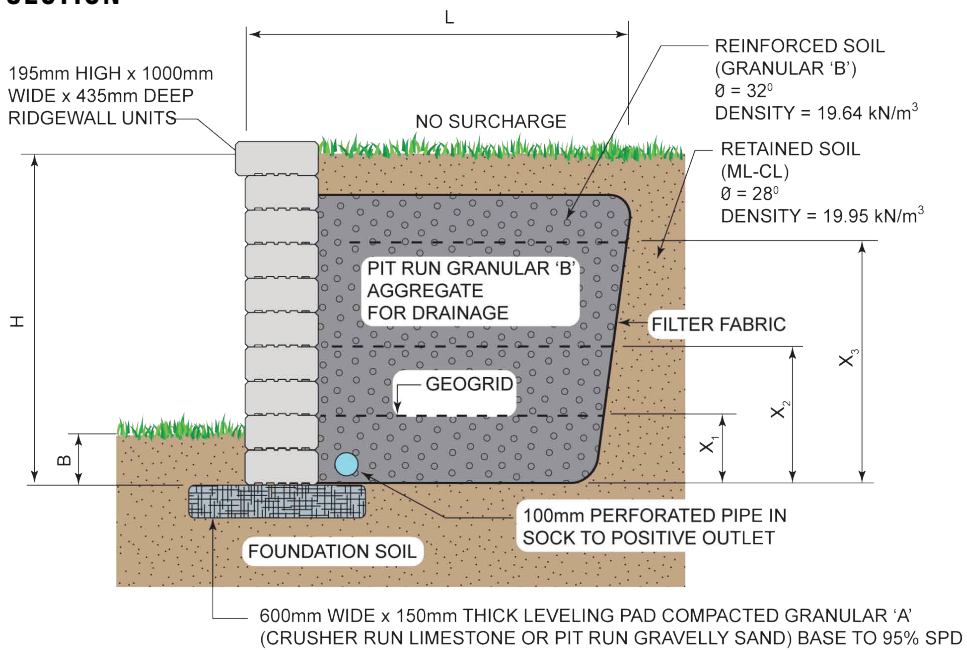 SECTION
L
195mm HIGH x 1000mm
WIDE x 435mm DEEP
RIDGEWALL UNITS
REINFORCED SOIL
(GRANULAR ‘B’)
Ø = 32⁰
DENSITY = 19.64 kN/m³
NO SURCHARGE
RETAINED SOIL
(ML-CL)
Ø = 28⁰
DENSITY = 19.95 kN/m³
PIT RUN GRANULAR ‘B’
AGGREGATE
FOR DRAINAGE
H
FILTER FABRIC
X₃
GEOGRID
X₂
X₁
B
100mm PERFORATED PIPE IN
SOCK TO POSITIVE OUTLET
FOUNDATION SOIL
600mm WIDE x 150mm THICK LEVELING PAD COMPACTED GRANULAR ‘A’
(CRUSHER RUN LIMESTONE OR PIT RUN GRAVELLY SAND) BASE TO 95% SPD